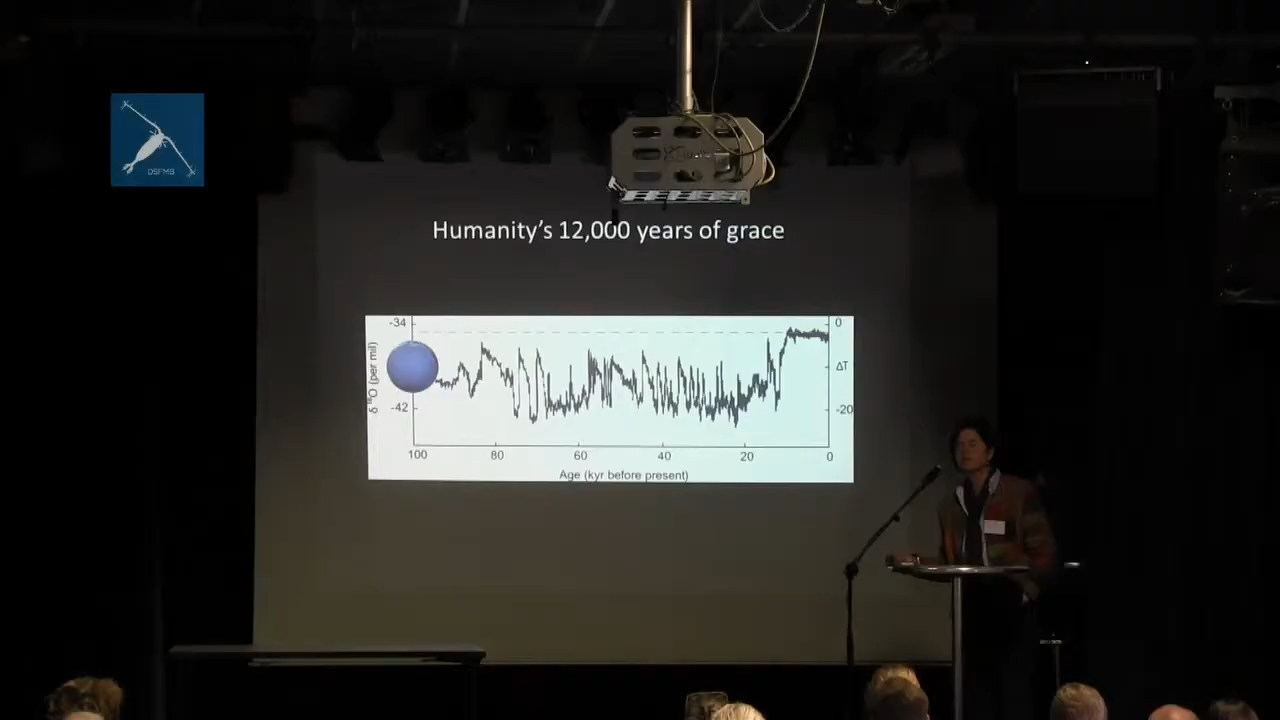 DSFMB
Humanity's 12,000 years of grace
-34
0
δ ¹⁸O (per mil)
ΔT
-42
-20
100
80
60
40
20
0
Age (kyr before present)